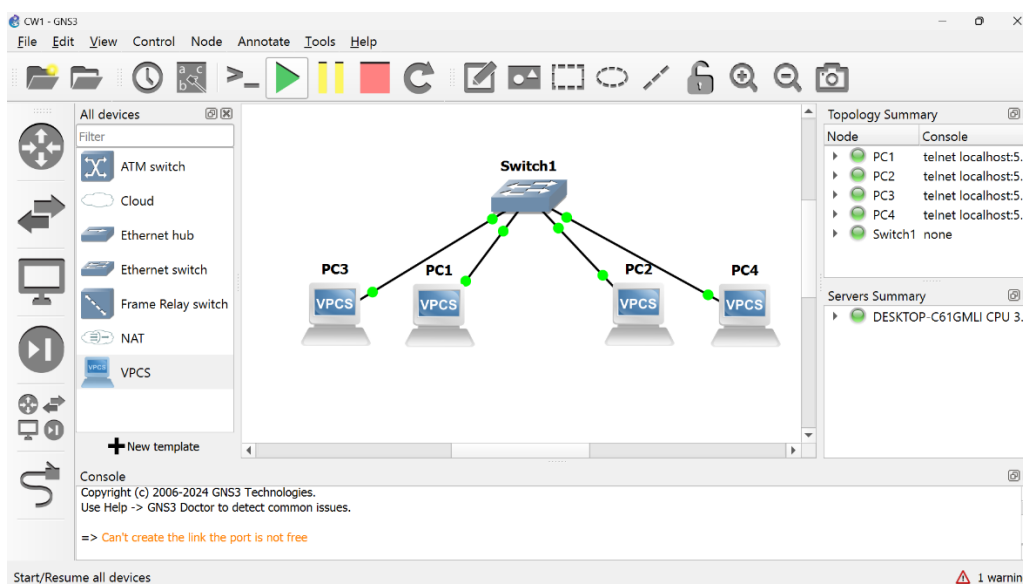 CW1 - GNS3
File Edit View Control Node Annotate Tools Help
All devices
Filter
ATM switch
Cloud
Ethernet hub
Ethernet switch
Frame Relay switch
NAT
VPCS
New template
Switch1
PC3
PC1
PC2
PC4
VPCS
VPCS
VPCS
VPCS
Topology Summary
Node Console
PC1 telnet localhost:5.
PC2 telnet localhost:5.
PC3 telnet localhost:5.
PC4 telnet localhost:5.
Switch1 none
Servers Summary
DESKTOP-C61GMLI CPU 3.
Console
Copyright (c) 2006-2024 GNS3 Technologies.
Use Help -> GNS3 Doctor to detect common issues.
=> Can't create the link the port is not free
Start/Resume all devices
1 warnin